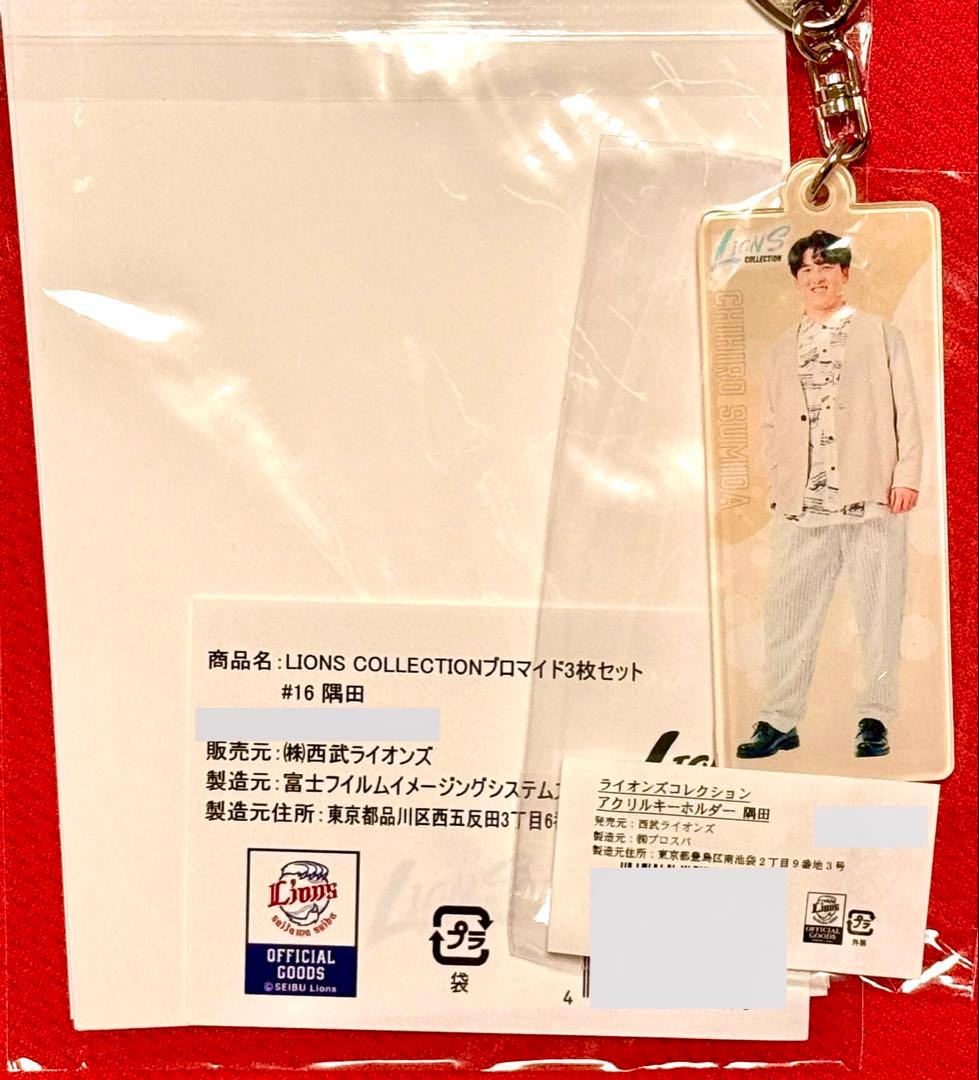 LIONS
COLLECTION
CHIHIRO SUMIDA
商品名:LIONS COLLECTIONブロマイド3枚セット
#16 隅田
販売元:㈱西武ライオンズ
製造元:富士フイルムイメージングシステム
製造元住所:東京都品川区西五反田3丁目6
Lions
saitama seibu
OFFICIAL
GOODS
©SEIBU Lions
プラ
袋
4
ライオンズコレクション
アクリルキーホルダー 隅田
発売元:西武ライオンズ
製造元:㈱プロスパ
製造元住所:東京都豊島区南池袋2丁目9番地3号
Lions
OFFICIAL
GOODS
プラ
外装